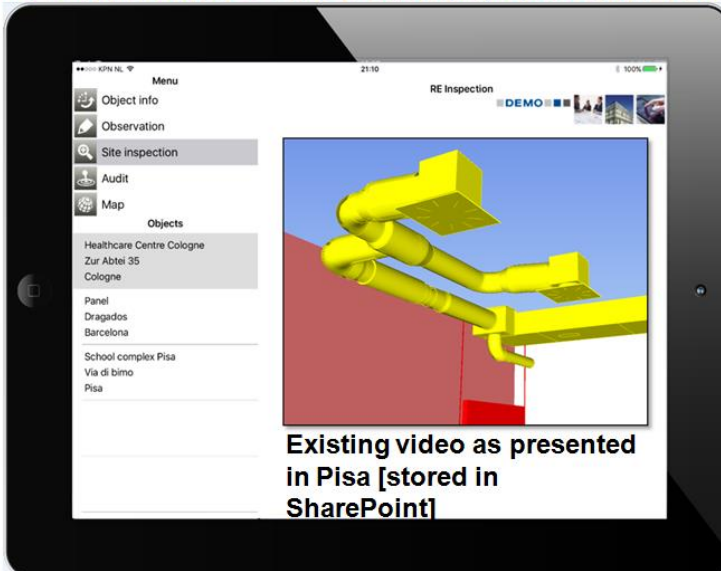 KPN NL
21:10
100%
Menu
Object info
Observation
Site inspection
Audit
Map
Objects
Healthcare Centre Cologne
Zur Abtei 35
Cologne
Panel
Dragados
Barcelona
School complex Pisa
Via di bimo
Pisa
RE Inspection
DEMO
Existing video as presented
in Pisa [stored in
SharePoint]